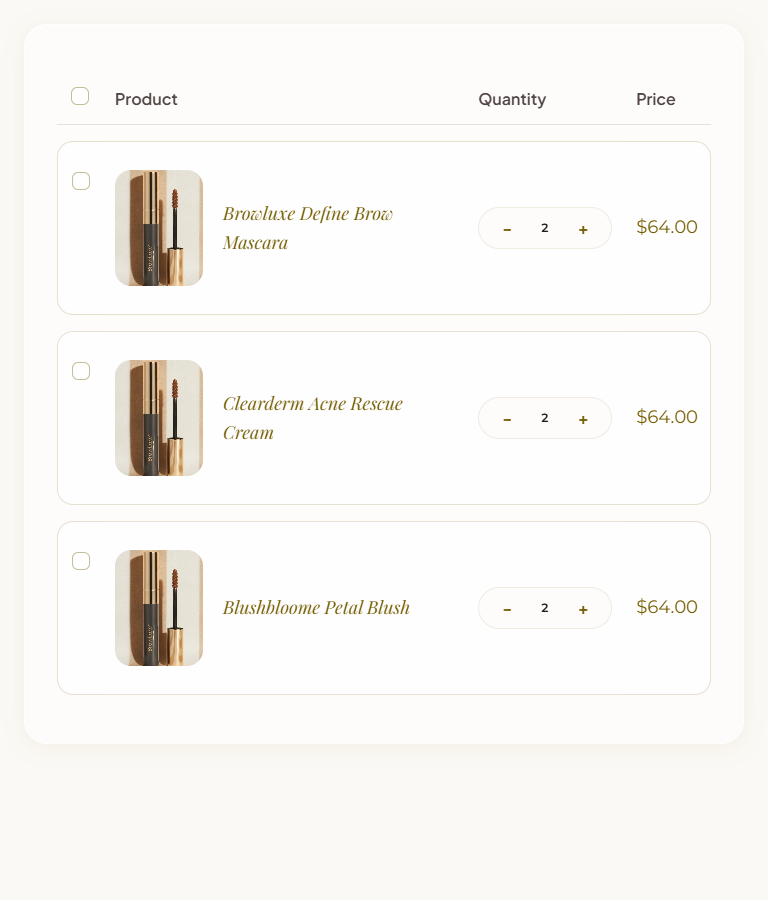 Product Quantity Price
Browluxe Define Brow
Mascara
- 2 + $64.00
Clearderm Acne Rescue
Cream
- 2 + $64.00
Blushbloome Petal Blush
- 2 + $64.00